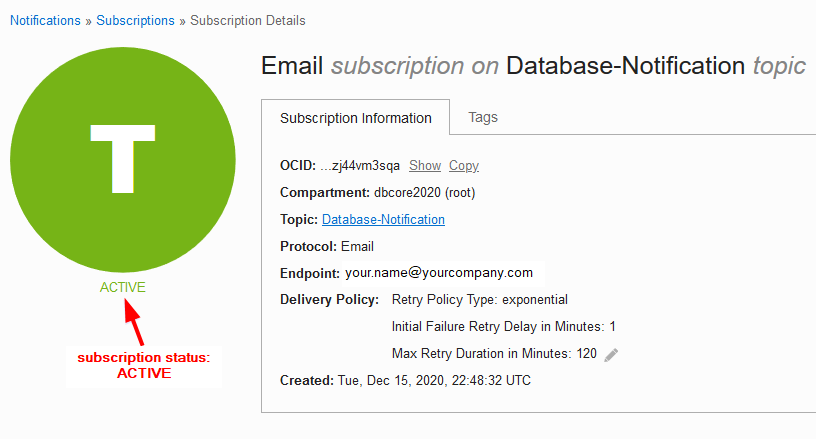 Notifications » Subscriptions » Subscription Details
T
ACTIVE
subscription status:
ACTIVE
Email subscription on Database-Notification topic
Subscription Information Tags
OCID: ...zj44vm3sqa Show Copy
Compartment: dbcore2020 (root)
Topic: Database-Notification
Protocol: Email
Endpoint: your.name@yourcompany.com
Delivery Policy: Retry Policy Type: exponential
Initial Failure Retry Delay in Minutes: 1
Max Retry Duration in Minutes: 120
Created: Tue, Dec 15, 2020, 22:48:32 UTC